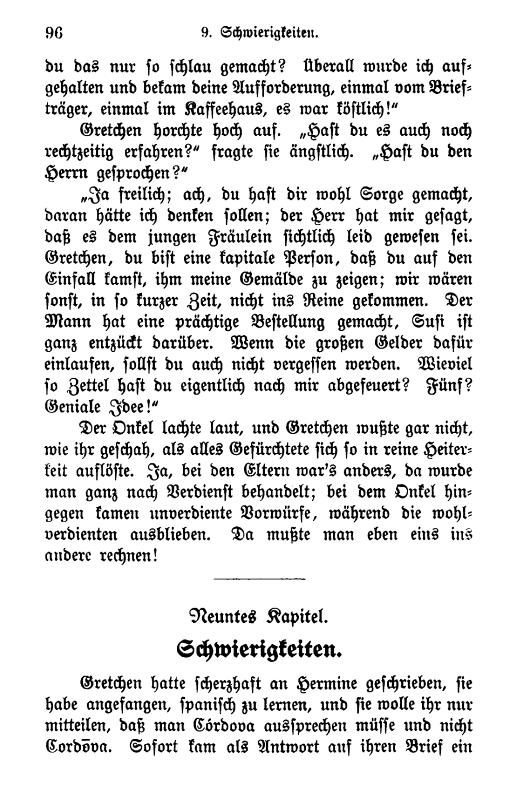 96
9. Schwierigkeiten.
du das nur so schlau gemacht? Überall wurde ich auf-
gehalten und bekam deine Aufforderung, einmal vom Brief-
träger, einmal im Kaffeehaus, es war köstlich!“
Gretchen horchte hoch auf. „Hast du es auch noch
rechtzeitig erfahren?“ fragte sie ängstlich. „Hast du den
Herrn gesprochen?“
„Ja freilich; ach, du hast dir wohl Sorge gemacht,
daran hätte ich denken sollen; der Herr hat mir gesagt,
daß es dem jungen Fräulein sichtlich leid gewesen sei.
Gretchen, du bist eine kapitale Person, daß du auf den
Einfall kamst, ihm meine Gemälde zu zeigen; wir wären
sonst, in so kurzer Zeit, nicht ins Reine gekommen. Der
Mann hat eine prächtige Bestellung gemacht, Susi ist
ganz entzückt darüber. Wenn die großen Gelder dafür
einlaufen, sollst du auch nicht vergessen werden. Wieviel
so Zettel hast du eigentlich nach mir abgefeuert? Fünf?
Geniale Idee!“
Der Onkel lachte laut, und Gretchen wußte gar nicht,
wie ihr geschah, als alles Gefürchtete sich so in reine Heiter-
keit auflöste. Ja, bei den Eltern war's anders, da wurde
man ganz nach Verdienst behandelt; bei dem Onkel hin-
gegen kamen unverdiente Vorwürfe, während die wohl-
verdienten ausblieben. Da mußte man eben eins ins
andere rechnen!
Neuntes Kapitel.
Schwierigkeiten.
Gretchen hatte scherzhaft an Hermine geschrieben, sie
habe angefangen, spanisch zu lernen, und sie wolle ihr nur
mitteilen, daß man Córdova aussprechen müsse und nicht
Cordōva. Sofort kam als Antwort auf ihren Brief ein